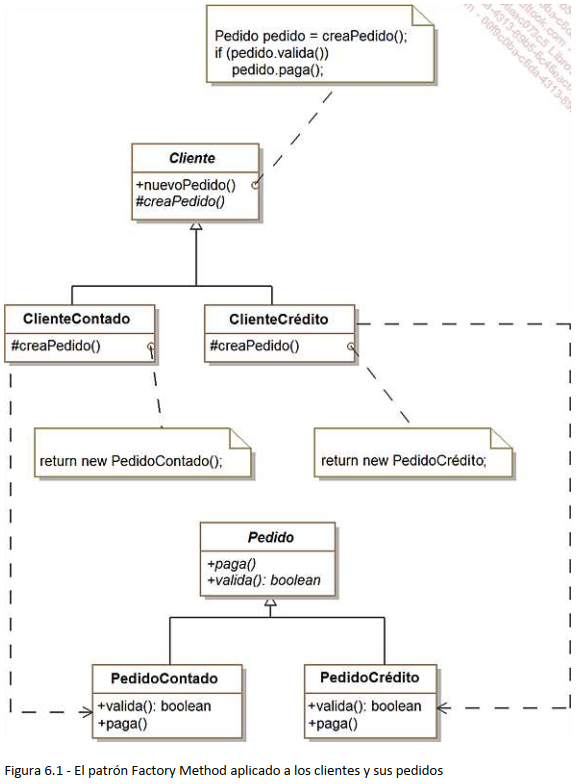 Pedido pedido = creaPedido();
if (pedido.valida())
pedido.paga();
Cliente
+nuevoPedido()
#creaPedido()
ClienteContado
#creaPedido()
ClienteCrédito
#creaPedido()
return new PedidoContado();
return new PedidoCrédito;
Pedido
+paga()
+valida(): boolean
PedidoContado
+valida(): boolean
+paga()
PedidoCrédito
+valida(): boolean
+paga()
Figura 6.1 - El patrón Factory Method aplicado a los clientes y sus pedidos